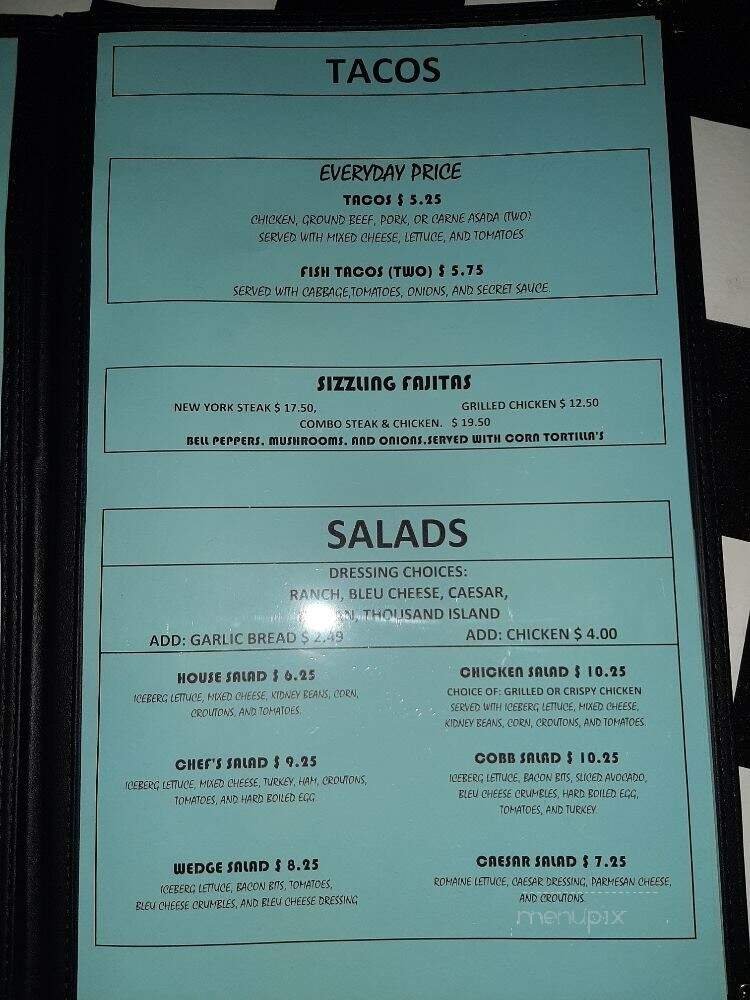 TACOS
EVERYDAY PRICE
TACOS $ 5.25
CHICKEN, GROUND BEEF, PORK, OR CARNE ASADA (TWO)
SERVED WITH MIXED CHEESE, LETTUCE, AND TOMATOES
FISH TACOS (TWO) $ 5.75
SERVED WITH CABBAGE,TOMATOES, ONIONS, AND SECRET SAUCE.
SIZZLING FAJITAS
NEW YORK STEAK $ 17.50, GRILLED CHICKEN $ 12.50
COMBO STEAK & CHICKEN. $ 19.50
BELL PEPPERS, MUSHROOMS, AND ONIONS.SERVED WITH CORN TORTILLA'S
SALADS
DRESSING CHOICES:
RANCH, BLEU CHEESE, CAESAR,
THOUSAND ISLAND
ADD: GARLIC BREAD $ 2.49 ADD: CHICKEN $ 4.00
HOUSE SALAD $ 6.25
ICEBERG LETTUCE, MIXED CHEESE, KIDNEY BEANS, CORN,
CROUTONS, AND TOMATOES.
CHICKEN SALAD $ 10.25
CHOICE OF: GRILLED OR CRISPY CHICKEN
SERVED WITH ICEBERG LETTUCE, MIXED CHEESE,
KIDNEY BEANS, CORN, CROUTONS, AND TOMATOES.
CHEF'S SALAD $ 9.25
ICEBERG LETTUCE, MIXED CHEESE, TURKEY, HAM, CROUTONS,
TOMATOES, AND HARD BOILED EGG
COBB SALAD $ 10.25
ICEBERG LETTUCE, BACON BITS, SLICED AVOCADO,
BLEU CHEESE CRUMBLES, HARD BOILED EGG,
TOMATOES, AND TURKEY.
WEDGE SALAD $ 8.25
ICEBERG LETTUCE, BACON BITS, TOMATOES,
BLEU CHEESE CRUMBLES, AND BLEU CHEESE DRESSING
CAESAR SALAD $ 7.25
ROMAINE LETTUCE, CAESAR DRESSING, PARMESAN CHEESE,
AND CROUTONS.
menupix